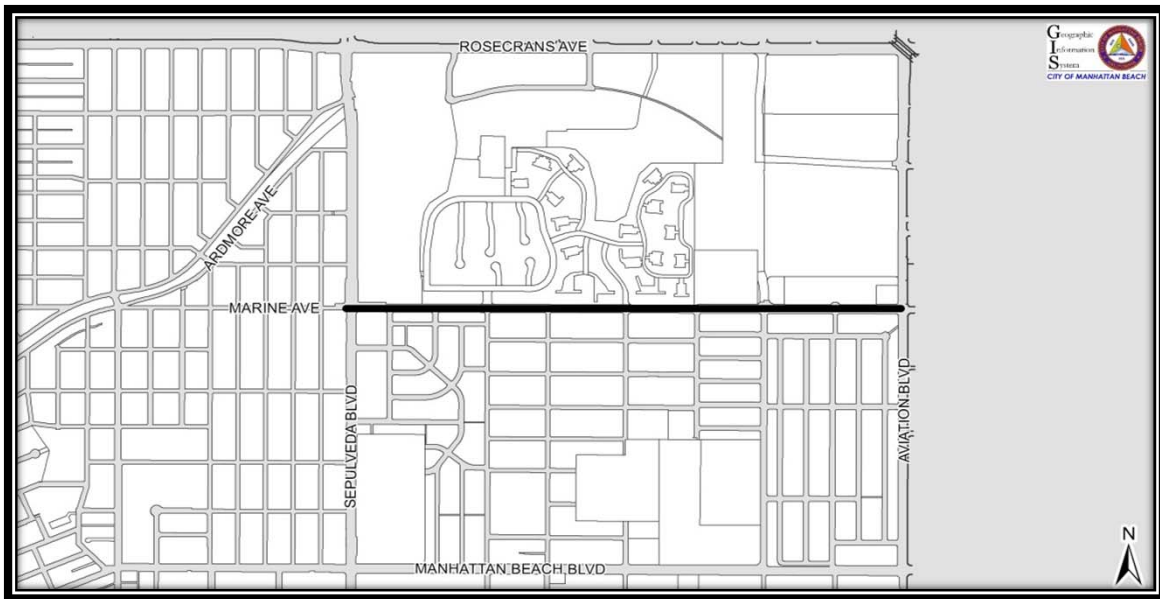 ROSECRANS AVE
Geographic
Information
System
CITY OF MANHATTAN BEACH
ARDMORE AVE
MARINE AVE
SEPULVEDA BLVD
AVIATION BLVD
MANHATTAN BEACH BLVD
N